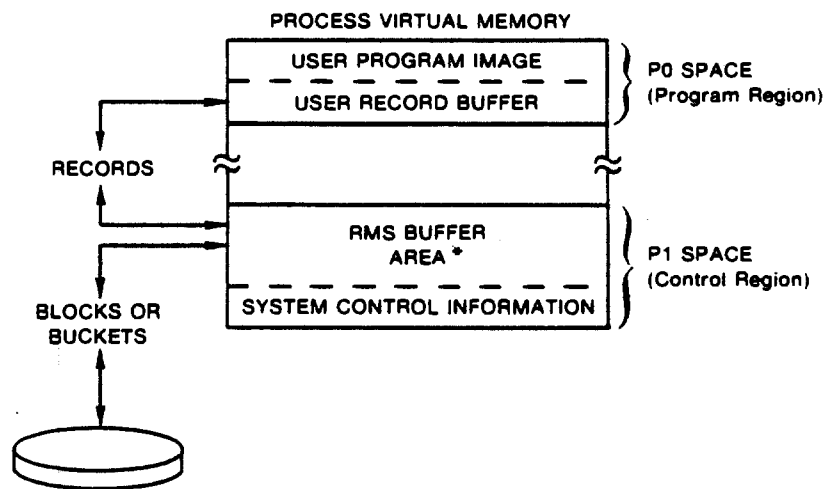 PROCESS VIRTUAL MEMORY
USER PROGRAM IMAGE
USER RECORD BUFFER
P0 SPACE
(Program Region)
RECORDS
RMS BUFFER
AREA*
SYSTEM CONTROL INFORMATION
P1 SPACE
(Control Region)
BLOCKS OR
BUCKETS